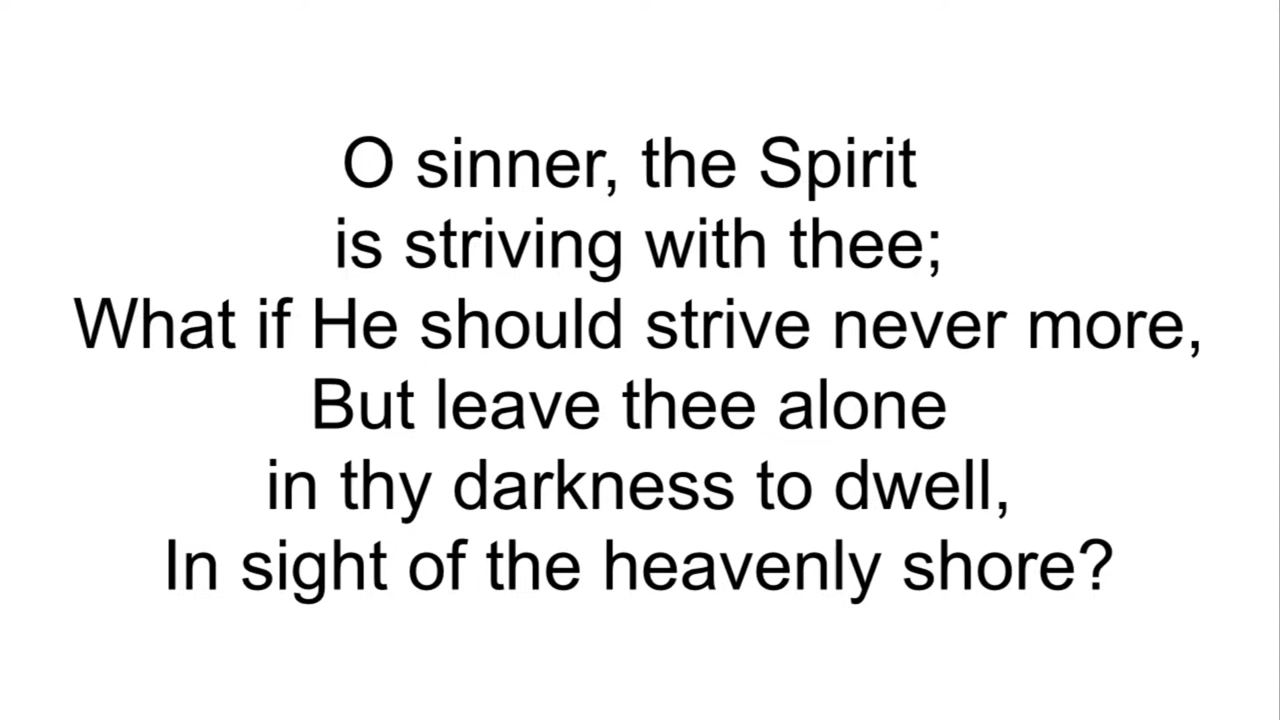 O sinner, the Spirit
is striving with thee;
What if He should strive never more,
But leave thee alone
in thy darkness to dwell,
In sight of the heavenly shore?